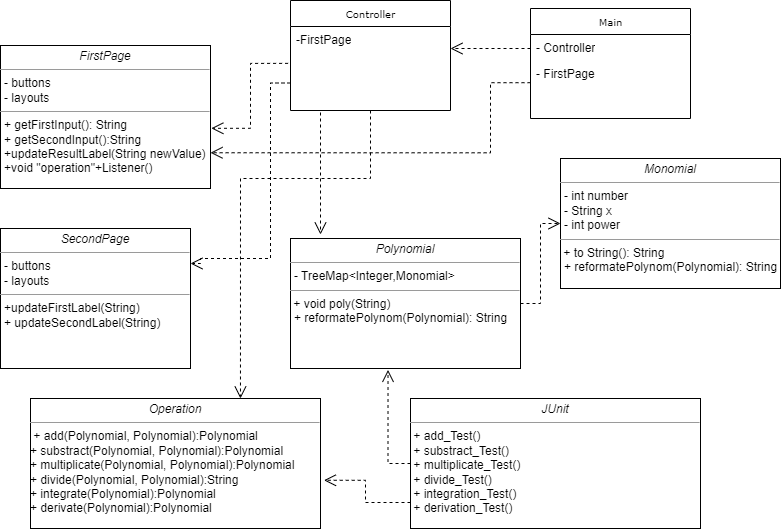 Controller
-FirstPage
Main
- Controller
- FirstPage
FirstPage
- buttons
- layouts
+ getFirstInput(): String
+ getSecondInput():String
+updateResultLabel(String newValue)
+void "operation"+Listener()
Monomial
- int number
- String x
- int power
+ to String(): String
+ reformatePolynom(Polynomial): String
SecondPage
- buttons
- layouts
+updateFirstLabel(String)
+ updateSecondLabel(String)
Polynomial
- TreeMap<Integer,Monomial>
+ void poly(String)
+ reformatePolynom(Polynomial): String
Operation
+ add(Polynomial, Polynomial):Polynomial
+ substract(Polynomial, Polynomial):Polynomial
+ multiplicate(Polynomial, Polynomial):Polynomial
+ divide(Polynomial, Polynomial):String
+ integrate(Polynomial):Polynomial
+ derivate(Polynomial):Polynomial
JUnit
+ add_Test()
+ substract_Test()
+ multiplicate_Test()
+ divide_Test()
+ integration_Test()
+ derivation_Test()